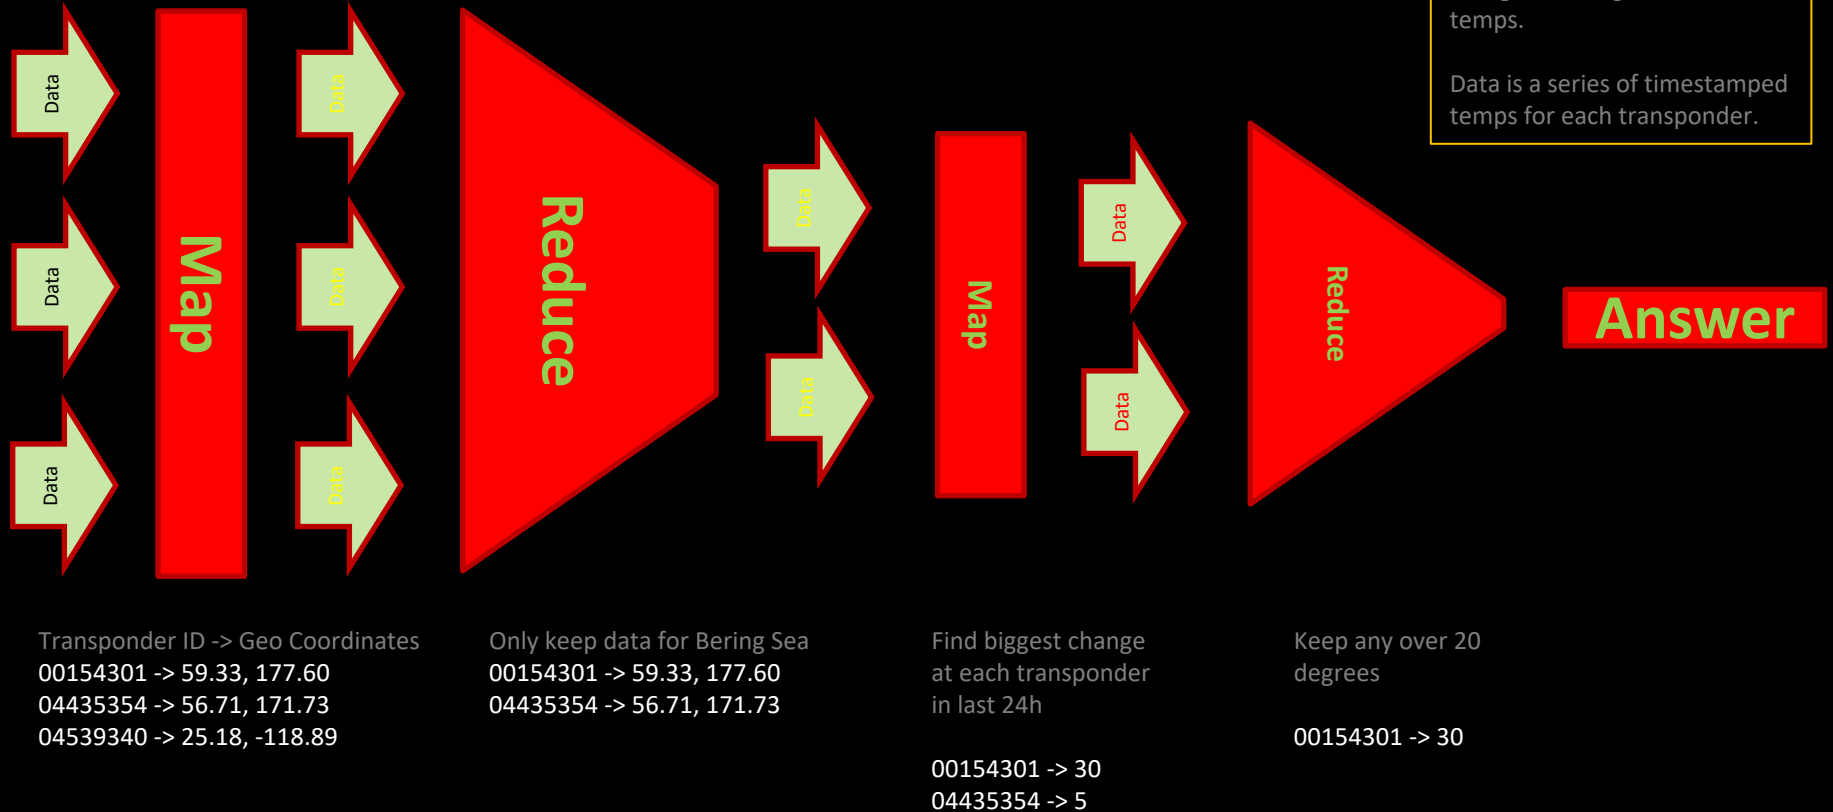 temps.
Data is a series of timestamped
temps for each transponder.
Data
Data
Data
Map
Data
Data
Data
Reduce
Data
Data
Map
Data
Data
Reduce
Answer
Transponder ID -> Geo Coordinates
00154301 -> 59.33, 177.60
04435354 -> 56.71, 171.73
04539340 -> 25.18, -118.89
Only keep data for Bering Sea
00154301 -> 59.33, 177.60
04435354 -> 56.71, 171.73
Find biggest change
at each transponder
in last 24h
00154301 -> 30
04435354 -> 5
Keep any over 20
degrees
00154301 -> 30